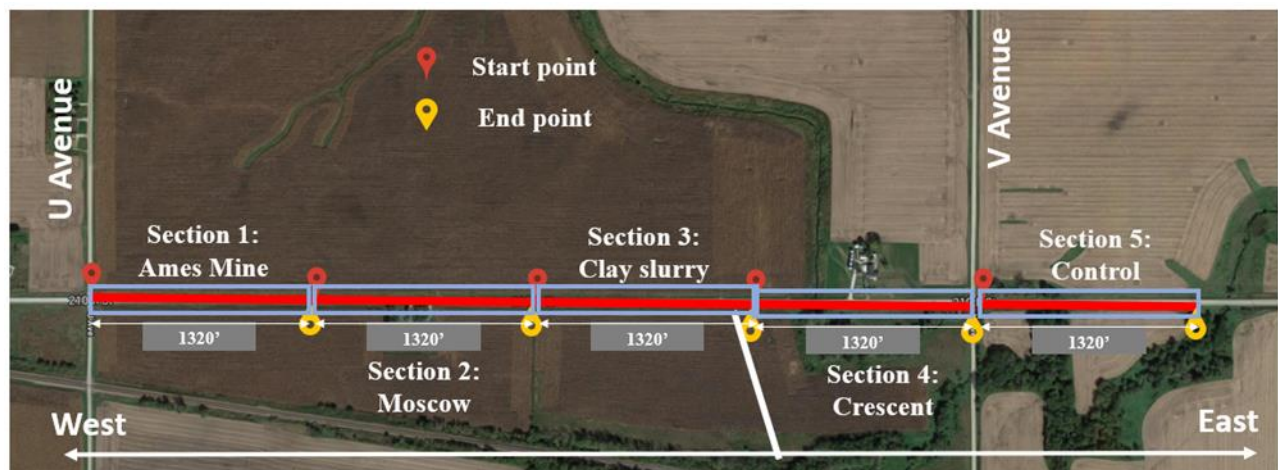 Start point
End point
U Avenue
V Avenue
Section 1:
Ames Mine
Section 3:
Clay slurry
Section 5:
Control
1320’
1320’
1320’
1320’
1320’
Section 2:
Moscow
Section 4:
Crescent
West
East